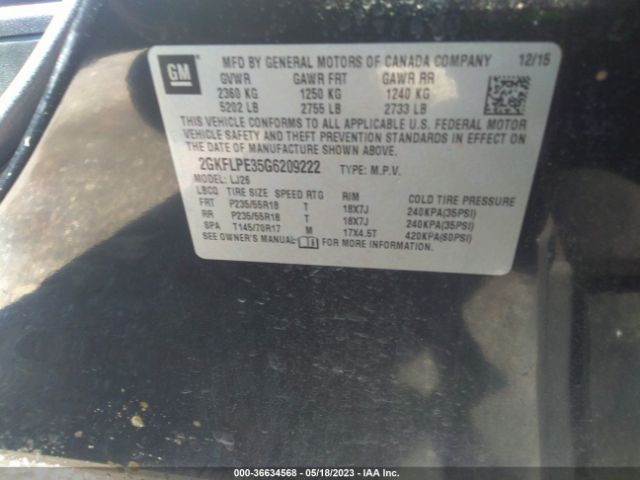 GM
MFD BY GENERAL MOTORS OF CANADA COMPANY 12/15
GVWR GAWR FRT GAWR RR
2360 KG 1250 KG 1240 KG
5202 LB 2755 LB 2733 LB
THIS VEHICLE CONFORMS TO ALL APPLICABLE U.S. FEDERAL MOTOR
VEHICLE SAFETY AND THEFT PREVENTION STANDARDS IN EFFECT ON
THE DATE OF MANUFACTURE SHOWN ABOVE.
2GKFLPE35G6209222 TYPE: M.P.V.
MODEL: LJ26
LBCQ TIRE SIZE SPEED RTG RIM COLD TIRE PRESSURE
FRT P235/55R18 T 18X7J 240KPA(35PSI)
RR P235/55R18 T 18X7J 240KPA(35PSI)
SPA T145/70R17 M 17X4.5T 420KPA(60PSI)
SEE OWNER'S MANUAL FOR MORE INFORMATION.
000-36634568 - 05/18/2023 - IAA Inc.